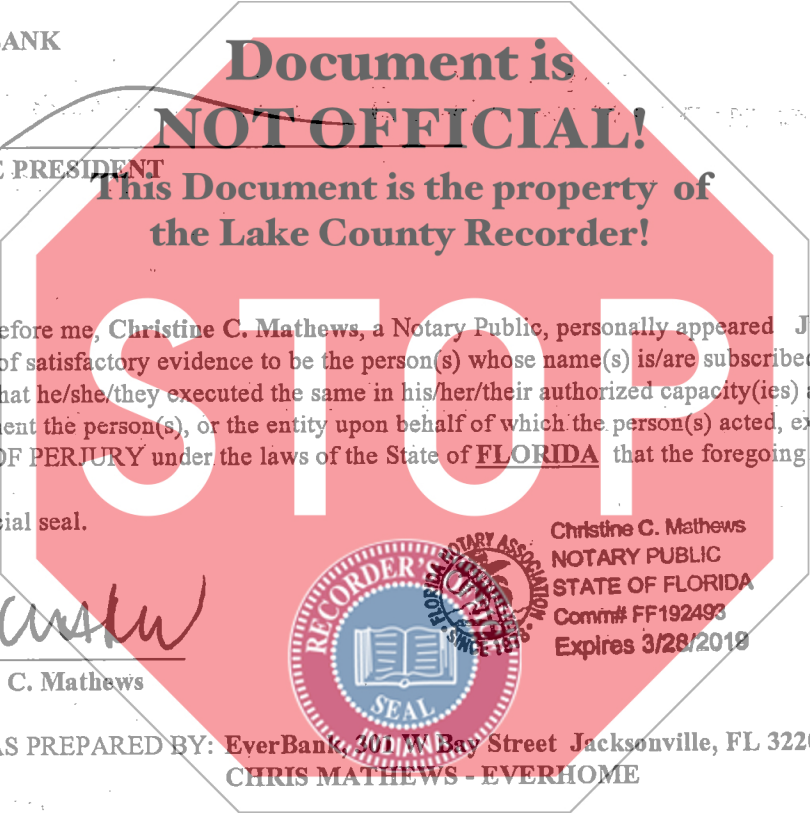 ANK
Document is
NOT OFFICIAL!
E PRESIDENT
This Document is the property of
the Lake County Recorder!
STOP
efore me, Christine C. Mathews, a Notary Public, personally appeared J
of satisfactory evidence to be the person(s) whose name(s) is/are subscribed
hat he/she/they executed the same in his/her/their authorized capacity(ies) a
ent the person(s), or the entity upon behalf of which the person(s) acted, ex
OF PERJURY under the laws of the State of FLORIDA that the foregoing
cial seal.
Christine C. Mathews
NOTARY PUBLIC
STATE OF FLORIDA
Comm# FF192493
Expires 3/28/2019
FLORIDA NOTARY ASSOCIATION
SINCE
RECORDER'S
SEAL
C. Mathews
AS PREPARED BY: EverBank, 301 W Bay Street Jacksonville, FL 322
CHRIS MATHEWS - EVERHOME